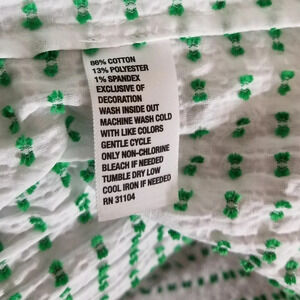 86% COTTON
13% POLYESTER
1% SPANDEX
EXCLUSIVE OF
DECORATION
WASH INSIDE OUT
MACHINE WASH COLD
WITH LIKE COLORS
GENTLE CYCLE
ONLY NON-CHLORINE
BLEACH IF NEEDED
TUMBLE DRY LOW
COOL IRON IF NEEDED
RN 31104